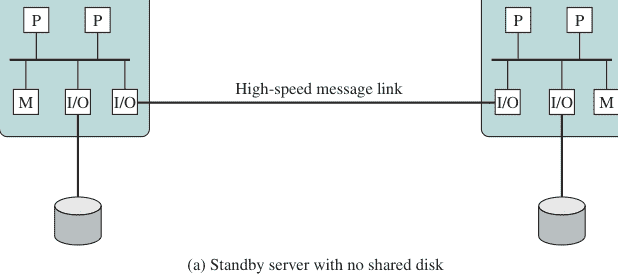 P P P P
High-speed message link
M I/O I/O I/O I/O M
(a) Standby server with no shared disk